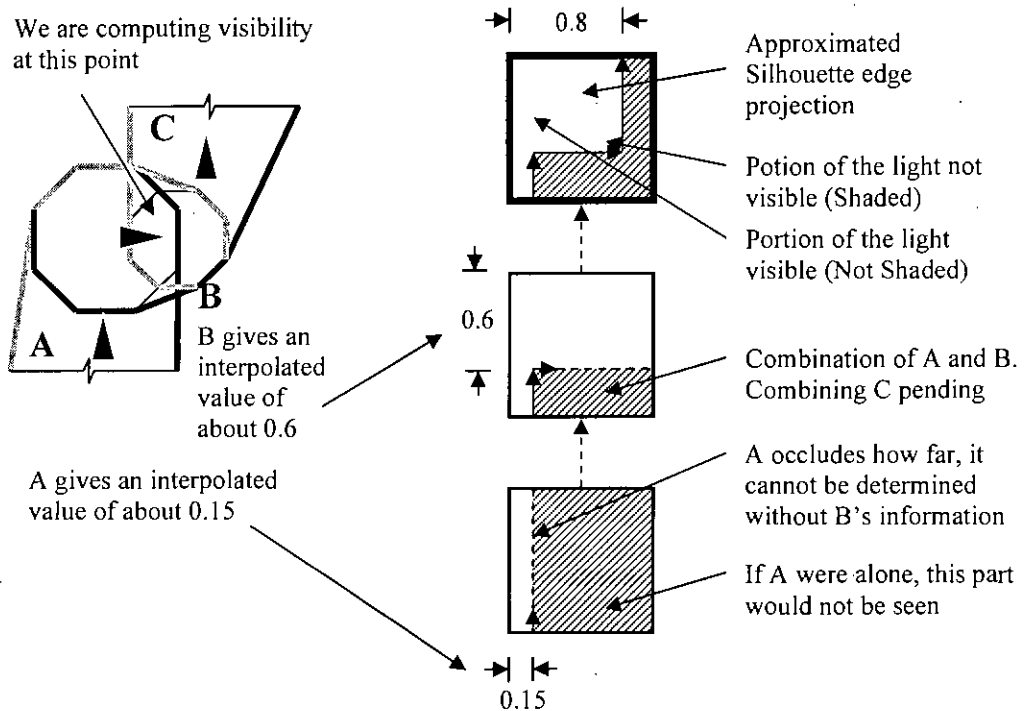 We are computing visibility
at this point
C
B
A
B gives an
interpolated
value of
about 0.6
A gives an interpolated
value of about 0.15
0.8
Approximated
Silhouette edge
projection
Potion of the light not
visible (Shaded)
Portion of the light
visible (Not Shaded)
0.6
Combination of A and B.
Combining C pending
A occludes how far, it
cannot be determined
without B's information
If A were alone, this part
would not be seen
0.15